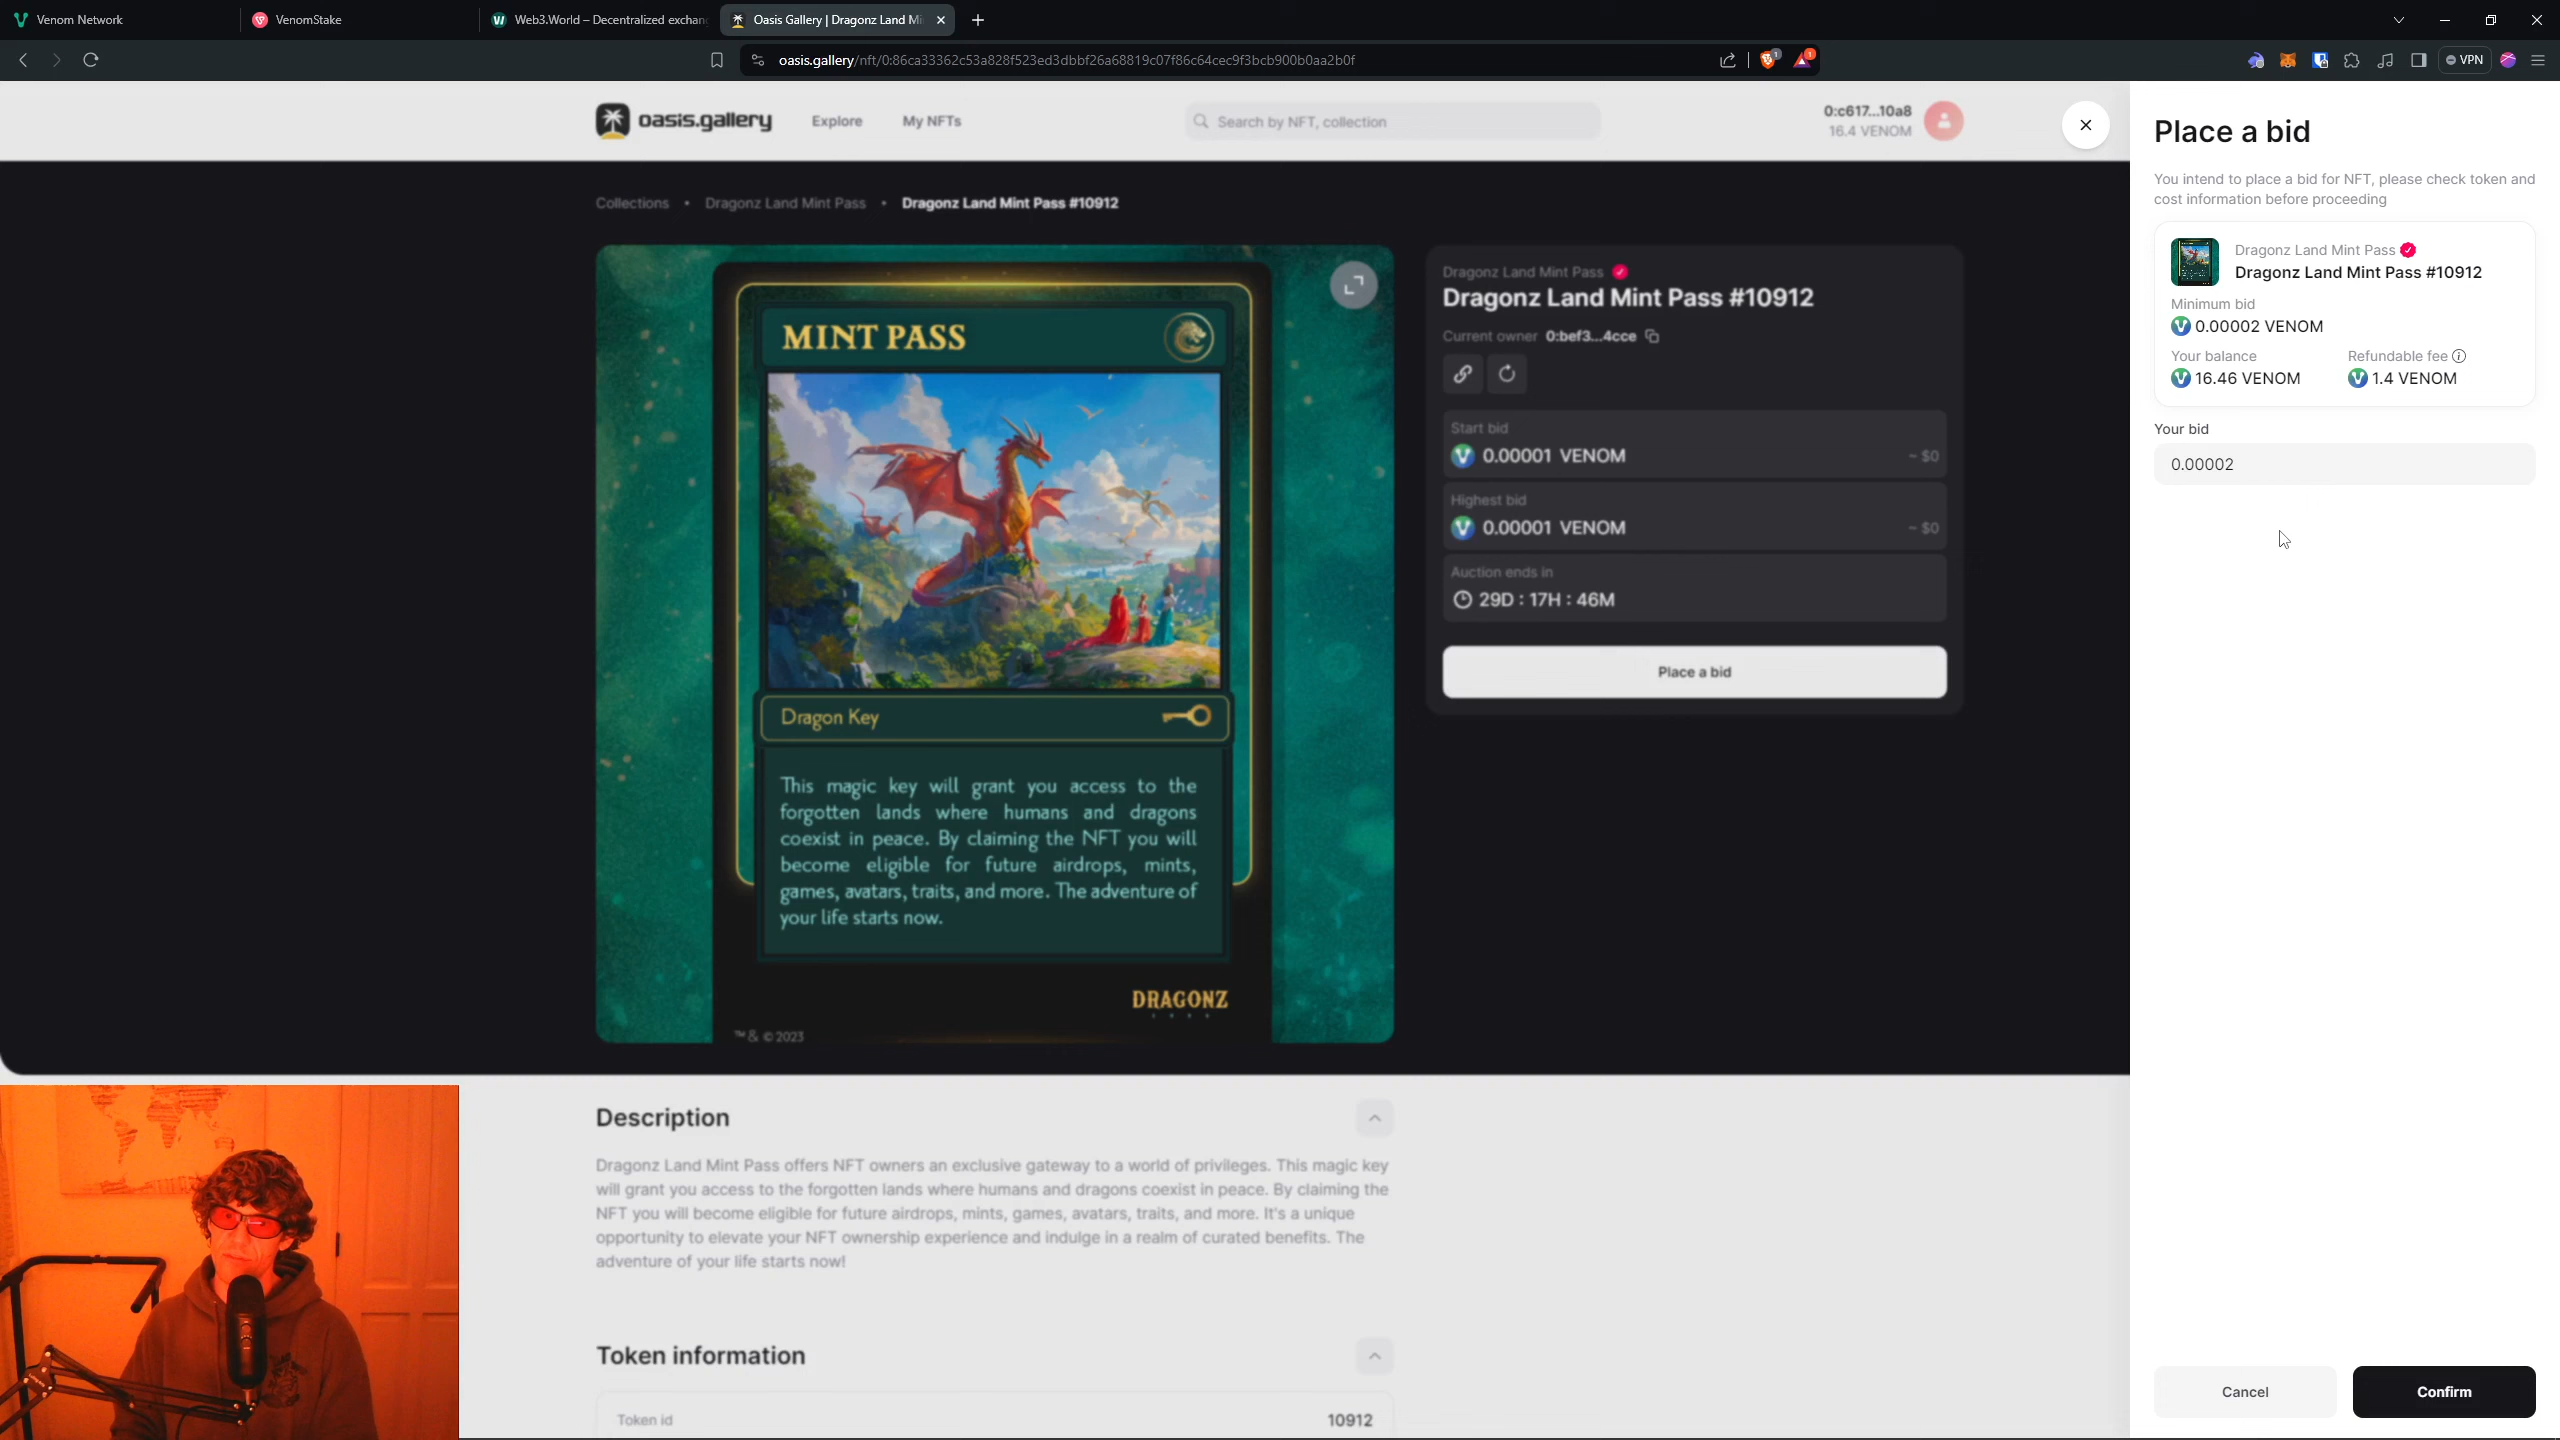 Venom Network
VenomStake
Web3.World – Decentralized exchan
Oasis Gallery | Dragonz Land Mi
oasis.gallery/nft/0:86ca33362c53a828f523ed3dbbf26a68819c07f86c64cec9f3bcb900b0aa2b0f
1
1
VPN
oasis.gallery
Explore
My NFTs
Search by NFT, collection
0:c617...10a8
16.4 VENOM
Collections • Dragonz Land Mint Pass • Dragonz Land Mint Pass #10912
MINT PASS
Dragon Key
This magic key will grant you access to the
forgotten lands where humans and dragons
coexist in peace. By claiming the NFT you will
become eligible for future airdrops, mints,
games, avatars, traits, and more. The adventure of
your life starts now.
DRAGONZ
™& © 2023
Dragonz Land Mint Pass
Dragonz Land Mint Pass #10912
Current owner 0:bef3...4cce
Start bid
0.00001 VENOM ~ $0
Highest bid
0.00001 VENOM ~ $0
Auction ends in
29D : 17H : 46M
Place a bid
Description
Dragonz Land Mint Pass offers NFT owners an exclusive gateway to a world of privileges. This magic key
will grant you access to the forgotten lands where humans and dragons coexist in peace. By claiming the
NFT you will become eligible for future airdrops, mints, games, avatars, traits, and more. It's a unique
opportunity to elevate your NFT ownership experience and indulge in a realm of curated benefits. The
adventure of your life starts now!
Token information
Token id 10912
Place a bid
You intend to place a bid for NFT, please check token and
cost information before proceeding
Dragonz Land Mint Pass
Dragonz Land Mint Pass #10912
Minimum bid
0.00002 VENOM
Your balance Refundable fee
16.46 VENOM 1.4 VENOM
Your bid
0.00002
Cancel
Confirm